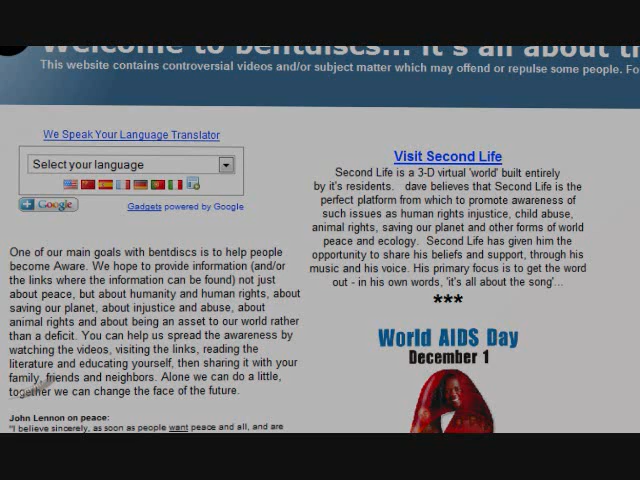 Welcome to bentdiscs... it's all about th
This website contains controversial videos and/or subject matter which may offend or repulse some people. Fo
We Speak Your Language Translator
Select your language
Google
Gadgets powered by Google
One of our main goals with bentdiscs is to help people
become Aware. We hope to provide information (and/or
the links where the information can be found) not just
about peace, but about humanity and human rights, about
saving our planet, about injustice and abuse, about
animal rights and about being an asset to our world rather
than a deficit. You can help us spread the awareness by
watching the videos, visiting the links, reading the
literature and educating yourself, then sharing it with your
family, friends and neighbors. Alone we can do a little,
together we can change the face of the future.
John Lennon on peace:
"I believe sincerely, as soon as people want peace and all, and are
Visit Second Life
Second Life is a 3-D virtual 'world' built entirely
by it's residents. dave believes that Second Life is the
perfect platform from which to promote awareness of
such issues as human rights injustice, child abuse,
animal rights, saving our planet and other forms of world
peace and ecology. Second Life has given him the
opportunity to share his beliefs and support, through his
music and his voice. His primary focus is to get the word
out - in his own words, 'it's all about the song'...
***
World AIDS Day
December 1